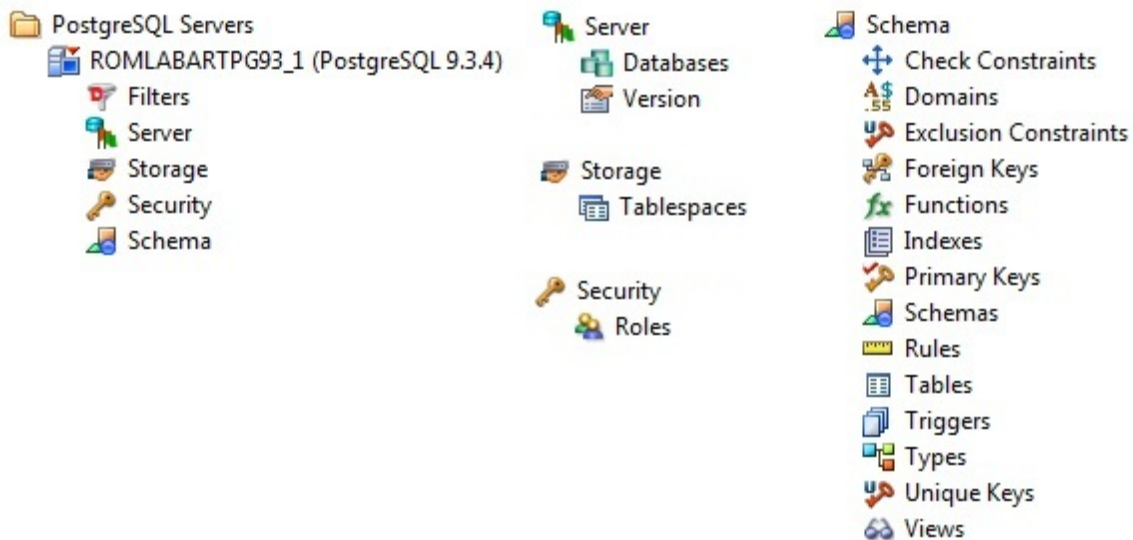 PostgreSQL Servers
ROMLABARTPG93_1 (PostgreSQL 9.3.4)
Filters
Server
Storage
Security
Schema
Server
Databases
Version
Storage
Tablespaces
Security
Roles
Schema
Check Constraints
Domains
Exclusion Constraints
Foreign Keys
Functions
Indexes
Primary Keys
Schemas
Rules
Tables
Triggers
Types
Unique Keys
Views